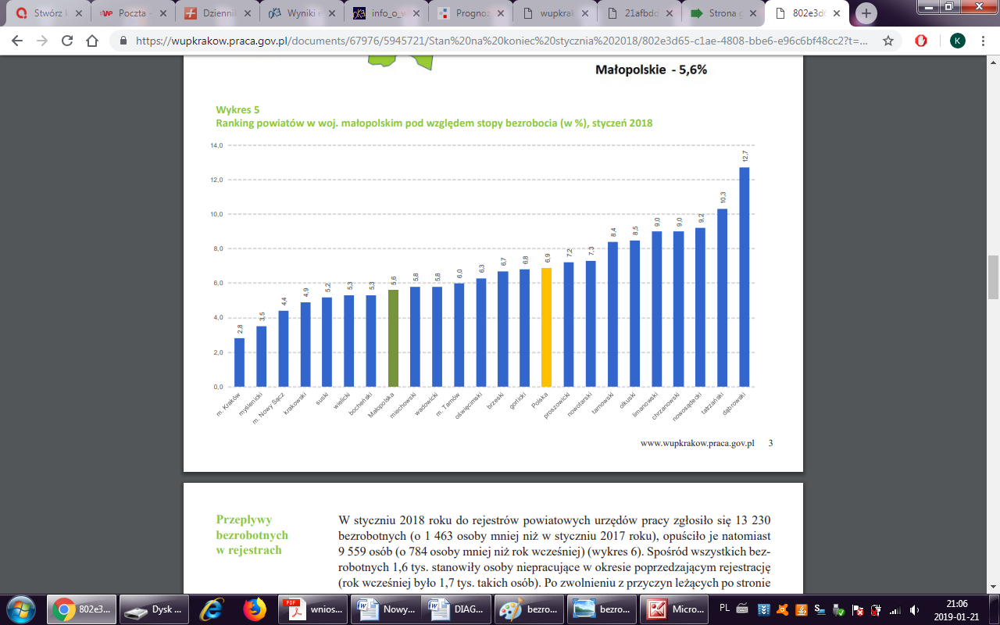 Stwórz k
Poczta -
Dziennik
Wyniki e
info_o_w
Prognoz
wupkrak
21afbdd
Strona g
802e3d6
https://wupkrakow.praca.gov.pl/documents/67976/5945721/Stan%20na%20koniec%20stycznia%202018/802e3d65-c1ae-4808-bbe6-e96c6bf48cc2?t=...
K
Małopolskie - 5,6%
Wykres 5
Ranking powiatów w woj. małopolskim pod względem stopy bezrobocia (w %), styczeń 2018
14,0
12,0
10,0
8,0
6,0
4,0
2,0
0,0
2,8
3,5
4,4
4,9
5,2
5,3
5,3
5,6
5,8
5,8
6,0
6,3
6,7
6,8
6,9
7,2
7,3
8,4
8,5
9,0
9,0
9,2
10,3
12,7
m. Kraków
myślenicki
m. Nowy Sącz
krakowski
suski
wielicki
bocheński
Małopolska
miechowski
wadowicki
m. Tarnów
oświęcimski
brzeski
gorlicki
Polska
proszowicki
nowotarski
tarnowski
olkuski
limanowski
chrzanowski
nowosądecki
tatrzański
dąbrowski
www.wupkrakow.praca.gov.pl 3
Przepływy
bezrobotnych
w rejestrach
W styczniu 2018 roku do rejestrów powiatowych urzędów pracy zgłosiło się 13 230
bezrobotnych (o 1 463 osoby mniej niż w styczniu 2017 roku), opuściło je natomiast
9 559 osób (o 784 osoby mniej niż rok wcześniej) (wykres 6). Spośród wszystkich bez-
robotnych 1,6 tys. stanowiły osoby niepracujące w okresie poprzedzającym rejestrację
(rok wcześniej było 1,7 tys. takich osób). Po zwolnieniu z przyczyn leżących po stronie
802e3...
Dysk ...
wnios...
Nowy...
DIAG...
bezro...
bezro...
Micro...
PL
21:06
2019-01-21